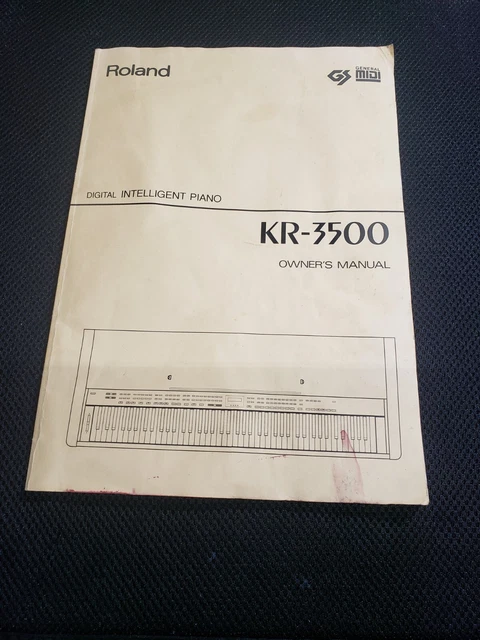 Roland
GS GENERAL MIDI
DIGITAL INTELLIGENT PIANO
KR-3500
OWNER'S MANUAL